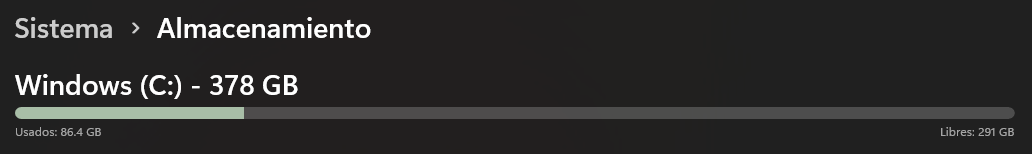 Sistema > Almacenamiento
Windows (C:) - 378 GB
Usados: 86.4 GB Libres: 291 GB